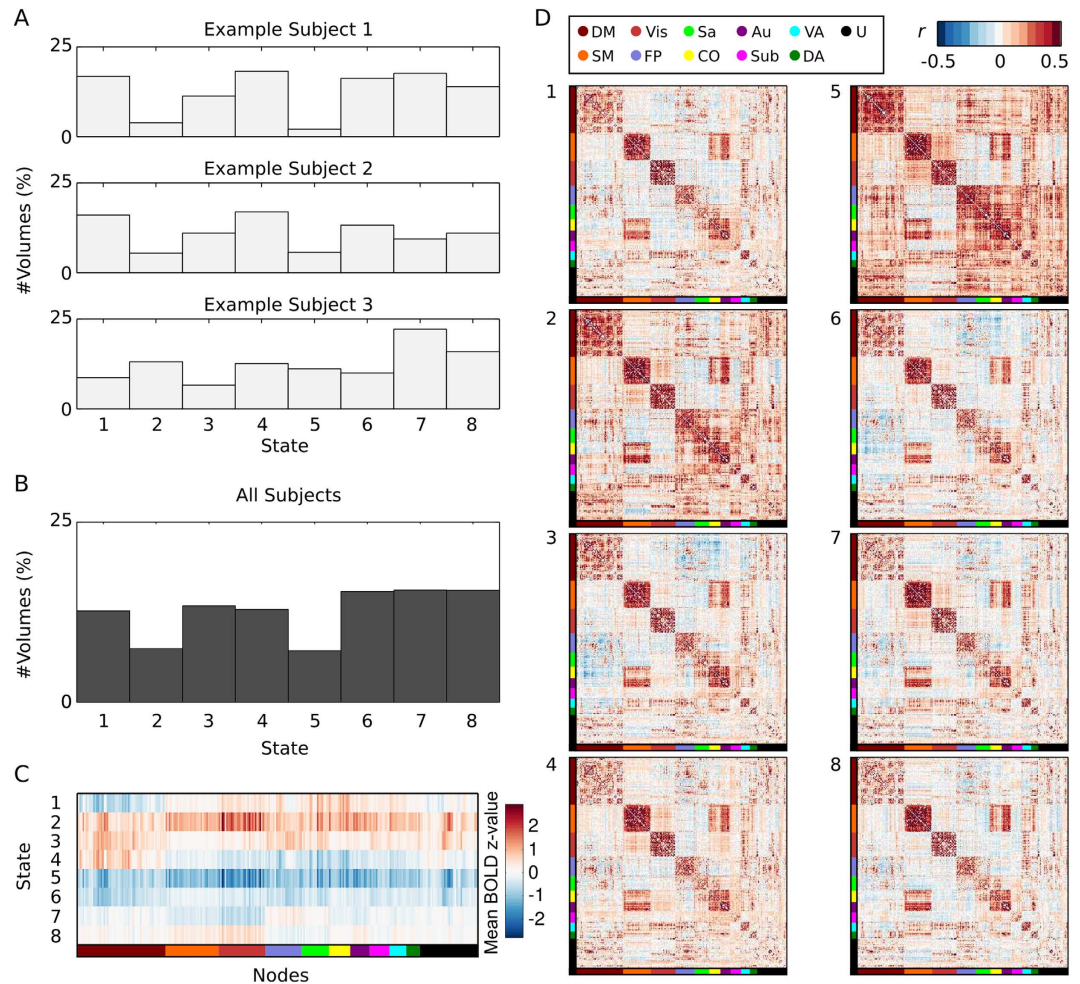 A
Example Subject 1
25
0
Example Subject 2
25
0
#Volumes (%)
Example Subject 3
25
0
1 2 3 4 5 6 7 8
State
B
All Subjects
25
#Volumes (%)
0
1 2 3 4 5 6 7 8
State
C
State
1
2
3
4
5
6
7
8
Nodes
Mean BOLD z-value
2
1
0
-1
-2
D
DM Vis Sa Au VA U
SM FP CO Sub DA
r
-0.5 0 0.5
1
5
2
6
3
7
4
8